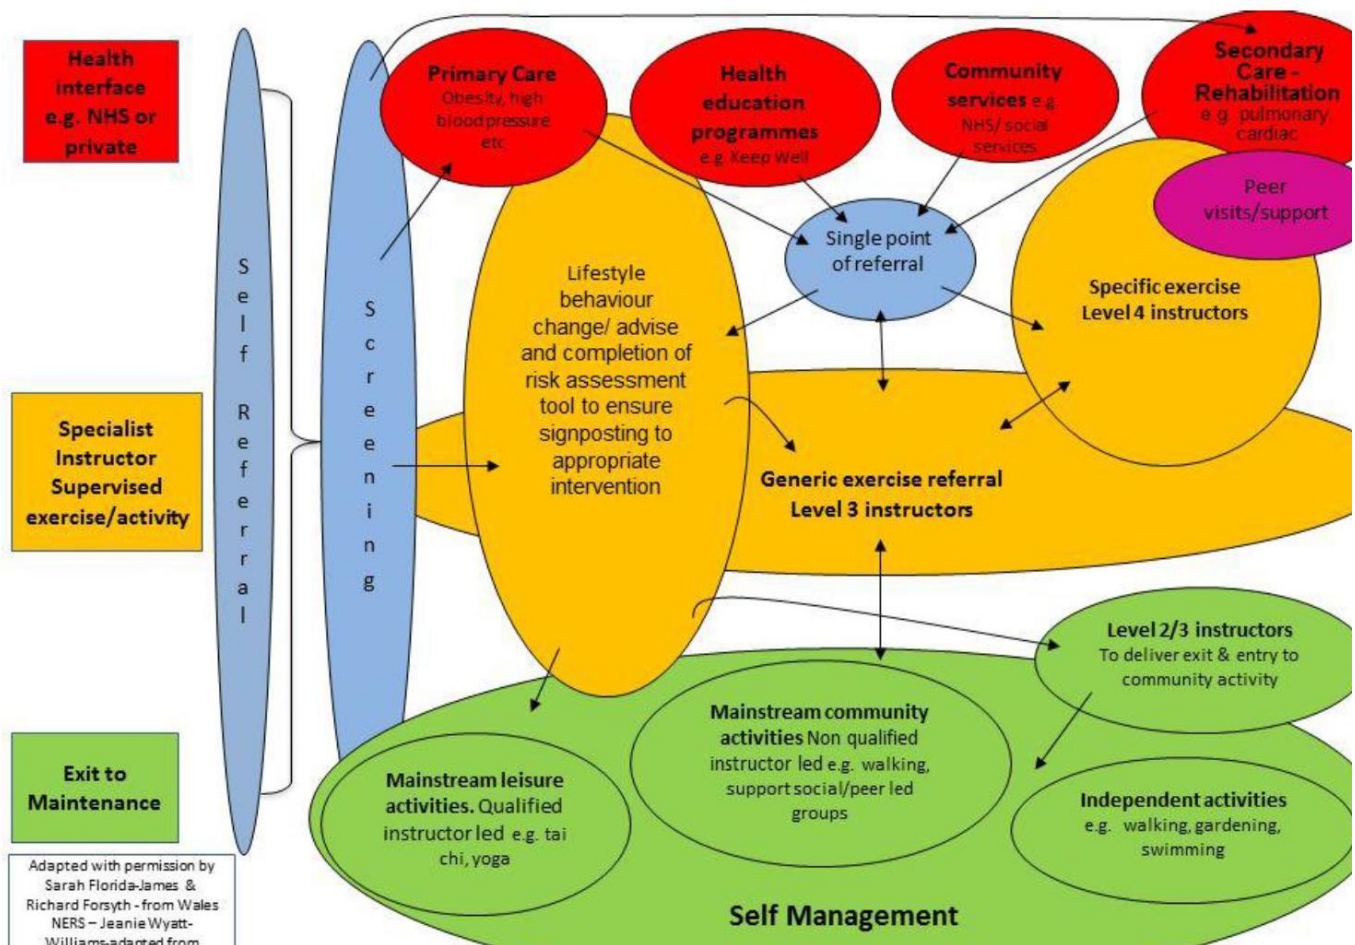 Health
interface
e.g. NHS or
private
Specialist
Instructor
Supervised
exercise/activity
Exit to
Maintenance
Adapted with permission by
Sarah Florida-James &
Richard Forsyth - from Wales
NERS – Jeanie Wyatt-
Williams-adapted from
Self Referral
Screening
Primary Care
Obesity, high
blood pressure
etc
Health
education
programmes
e.g. Keep Well
Community
services e.g.
NHS/ social
services
Secondary
Care -
Rehabilitation
e.g. pulmonary,
cardiac
Peer
visits/support
Single point
of referral
Lifestyle
behaviour
change/ advise
and completion of
risk assessment
tool to ensure
signposting to
appropriate
intervention
Specific exercise
Level 4 instructors
Generic exercise referral
Level 3 instructors
Level 2/3 instructors
To deliver exit & entry to
community activity
Mainstream leisure
activities. Qualified
instructor led e.g. tai
chi, yoga
Mainstream community
activities Non qualified
instructor led e.g. walking,
support social/peer led
groups
Independent activities
e.g. walking, gardening,
swimming
Self Management